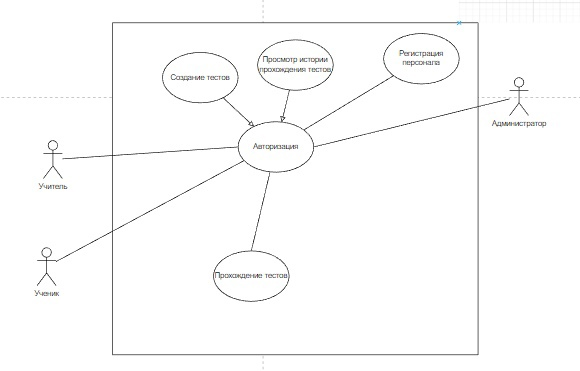 Регистрация
персонала
Просмотр истории
прохождения тестов
Создание тестов
Администратор
Авторизация
Учитель
Прохождение тестов
Ученик